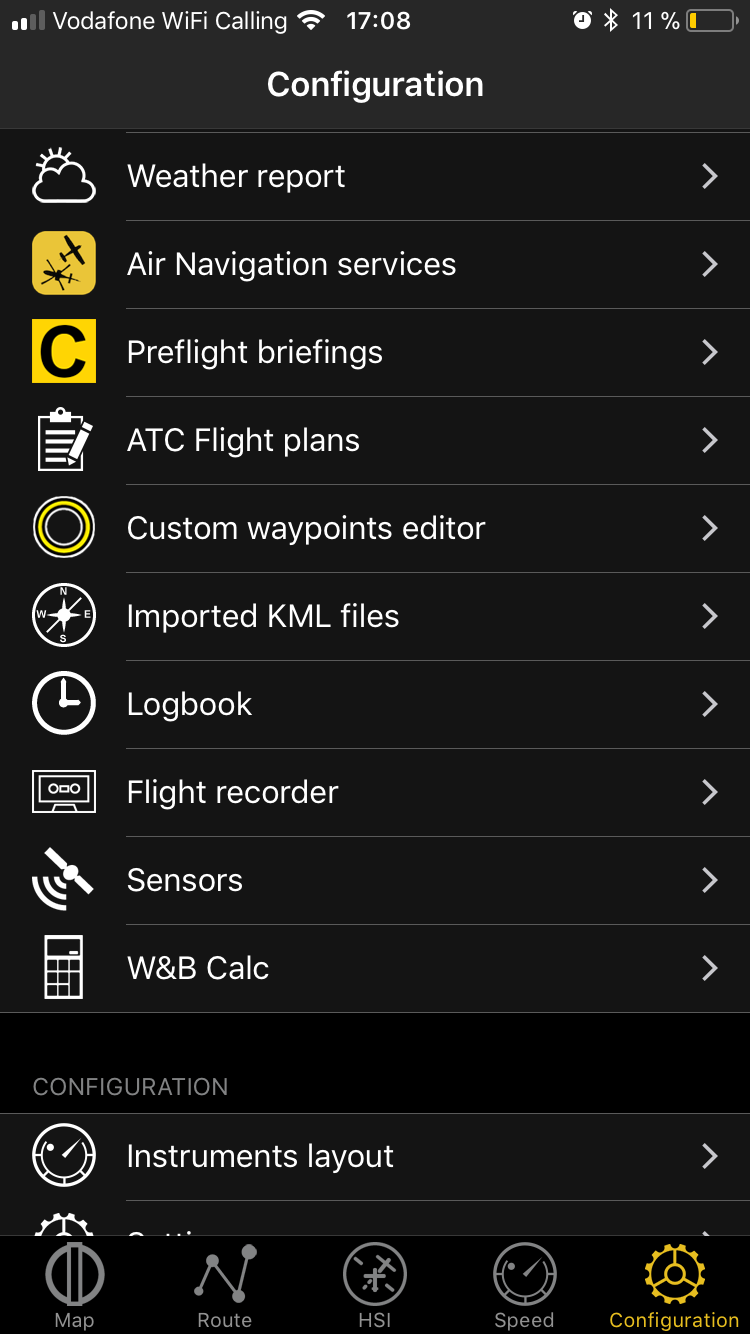 Vodafone WiFi Calling 17:08 11 %
Configuration
Weather report
Air Navigation services
C
Preflight briefings
ATC Flight plans
Custom waypoints editor
N
W E
S
Imported KML files
Logbook
Flight recorder
Sensors
W&B Calc
CONFIGURATION
Instruments layout
Map Route HSI Speed Configuration